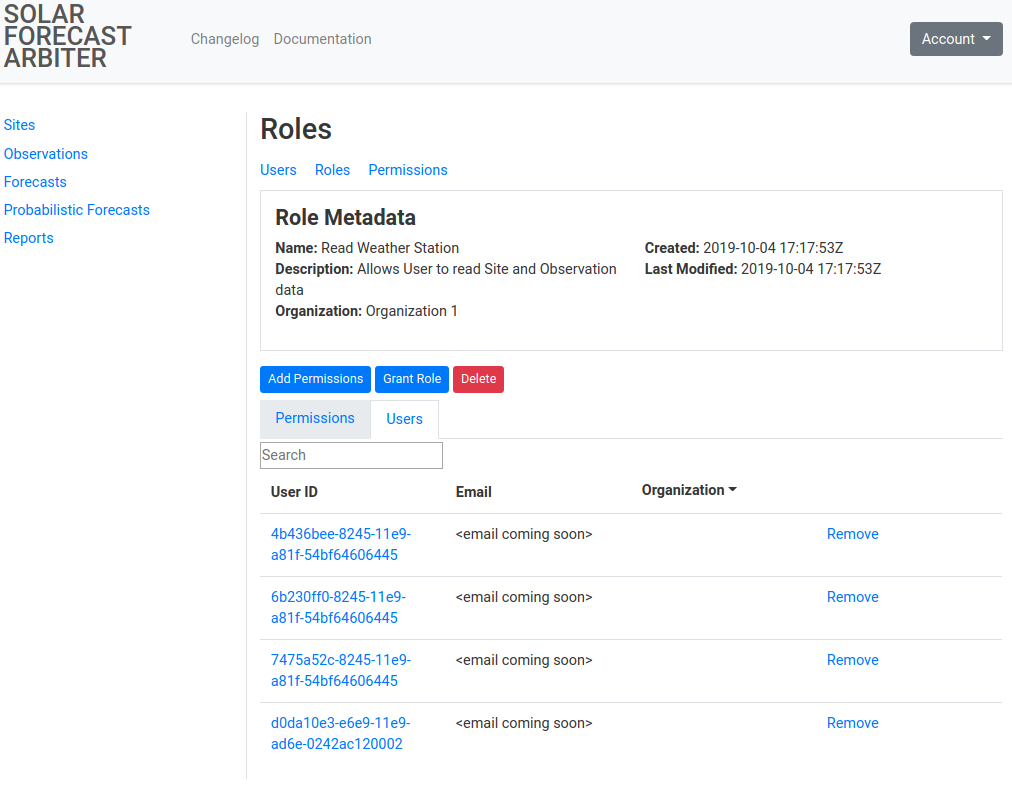 SOLAR
FORECAST
ARBITER
Changelog Documentation
Account
Sites
Observations
Forecasts
Probabilistic Forecasts
Reports
Roles
Users Roles Permissions
Role Metadata
Name: Read Weather Station
Description: Allows User to read Site and Observation
data
Organization: Organization 1
Created: 2019-10-04 17:17:53Z
Last Modified: 2019-10-04 17:17:53Z
Add Permissions Grant Role Delete
Permissions Users
Search
User ID Email Organization
4b436bee-8245-11e9- <email coming soon> Remove
a81f-54bf64606445
6b230ff0-8245-11e9- <email coming soon> Remove
a81f-54bf64606445
7475a52c-8245-11e9- <email coming soon> Remove
a81f-54bf64606445
d0da10e3-e6e9-11e9- <email coming soon> Remove
ad6e-0242ac120002